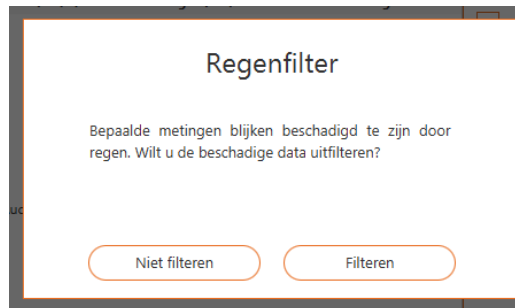 Regenfilter
Bepaalde metingen blijken beschadigd te zijn door
regen. Wilt u de beschadige data uitfilteren?
Niet filteren
Filteren